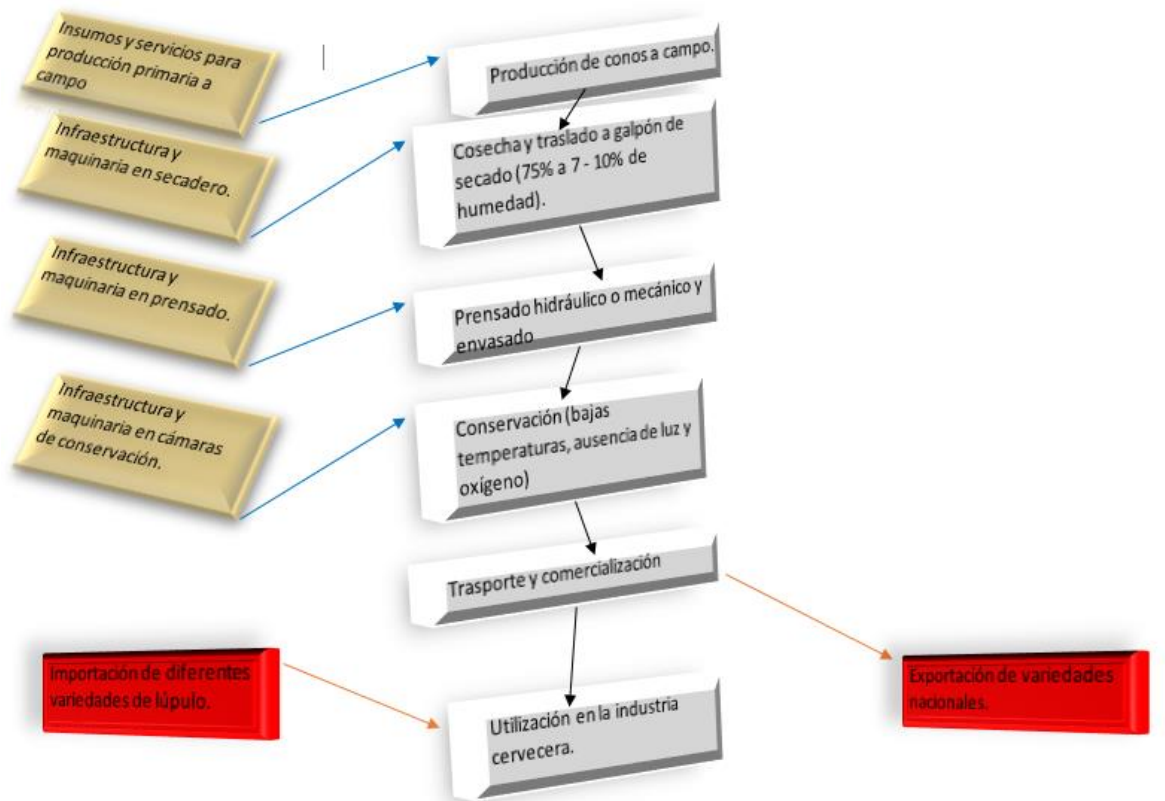 Insumos y servicios para
producción primaria a
campo
Producción de conos a campo.
Infraestructura y
maquinaria en secadero.
Cosecha y traslado a galpón de
secado (75% a 7 - 10% de
humedad).
Infraestructura y
maquinaria en prensado.
Prensado hidráulico o mecánico y
envasado
Infraestructura y
maquinaria en cámaras
de conservación.
Conservación (bajas
temperaturas, ausencia de luz y
oxígeno)
Trasporte y comercialización
Importación de diferentes
variedades de lúpulo.
Exportación de variedades
nacionales.
Utilización en la industria
cervecera.